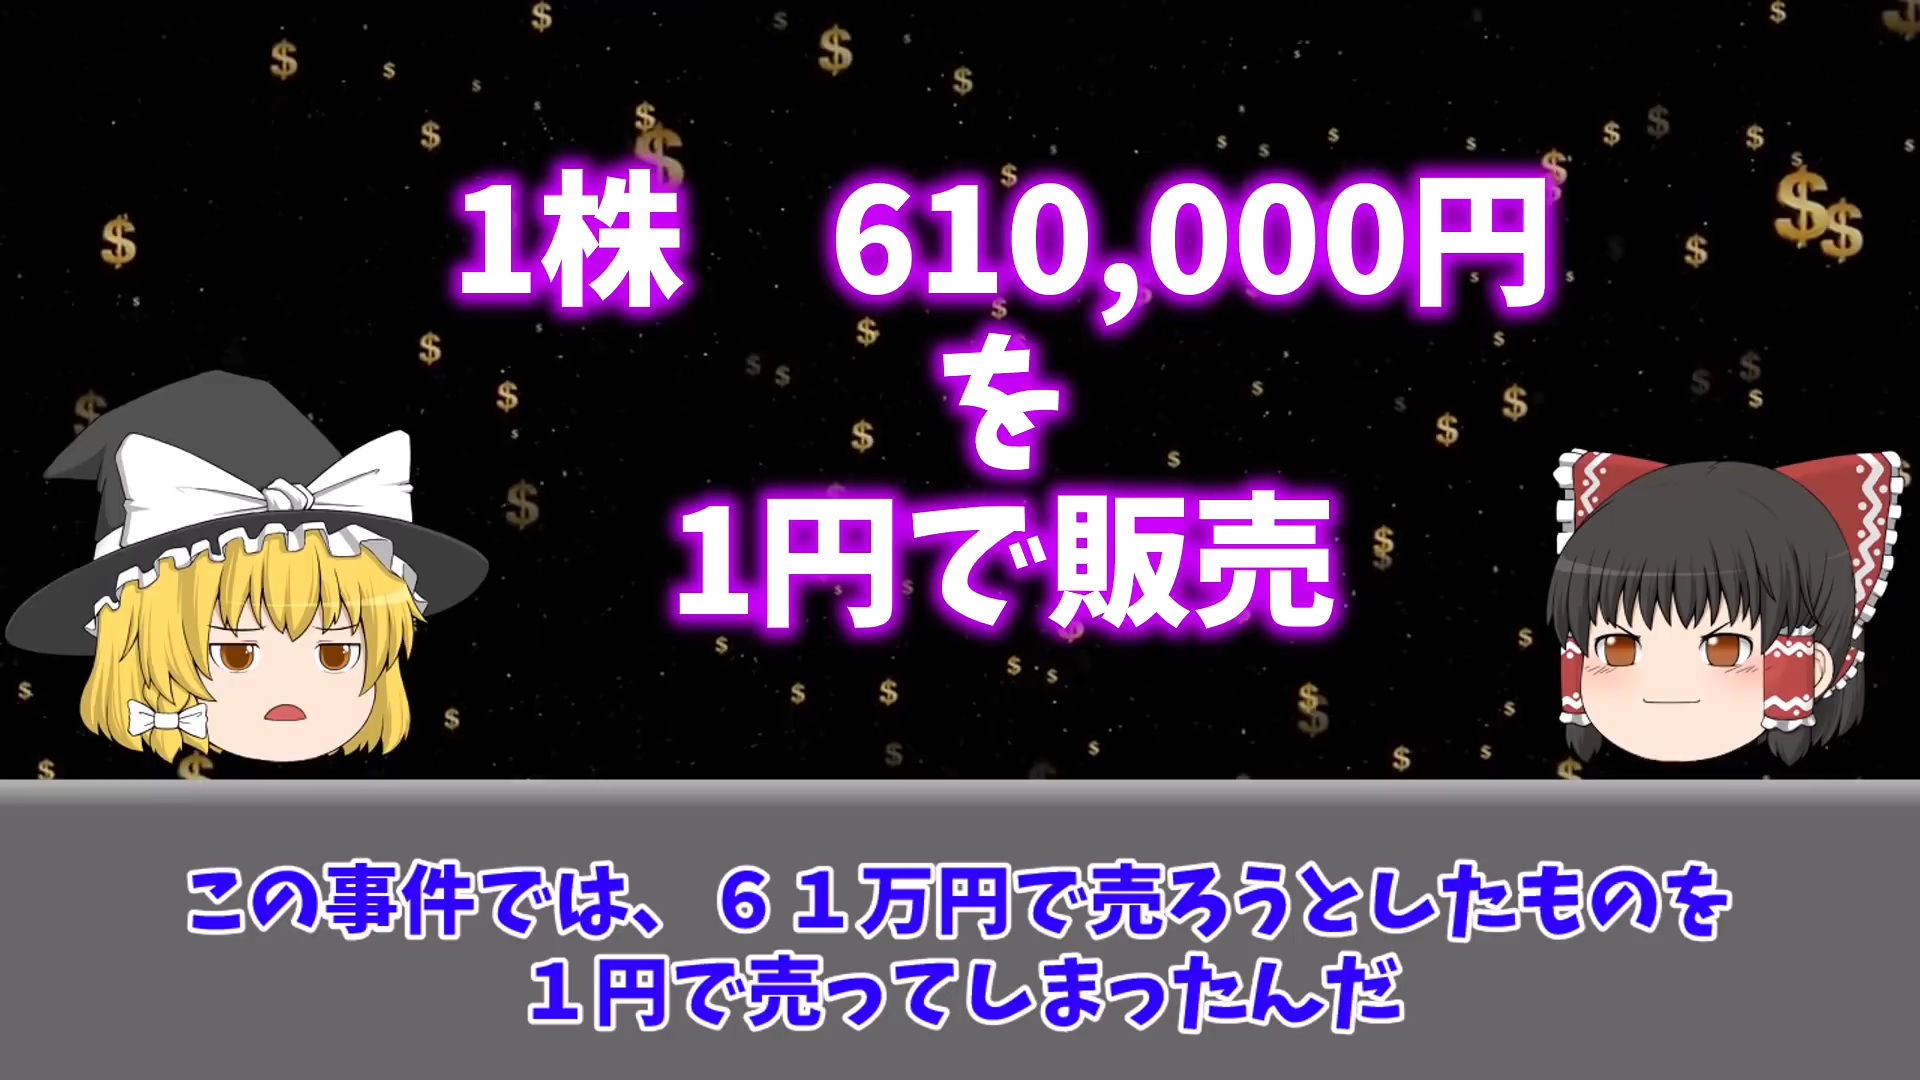 1株　610,000円
を
1円で販売
この事件では、６１万円で売ろうとしたものを
１円で売ってしまったんだ